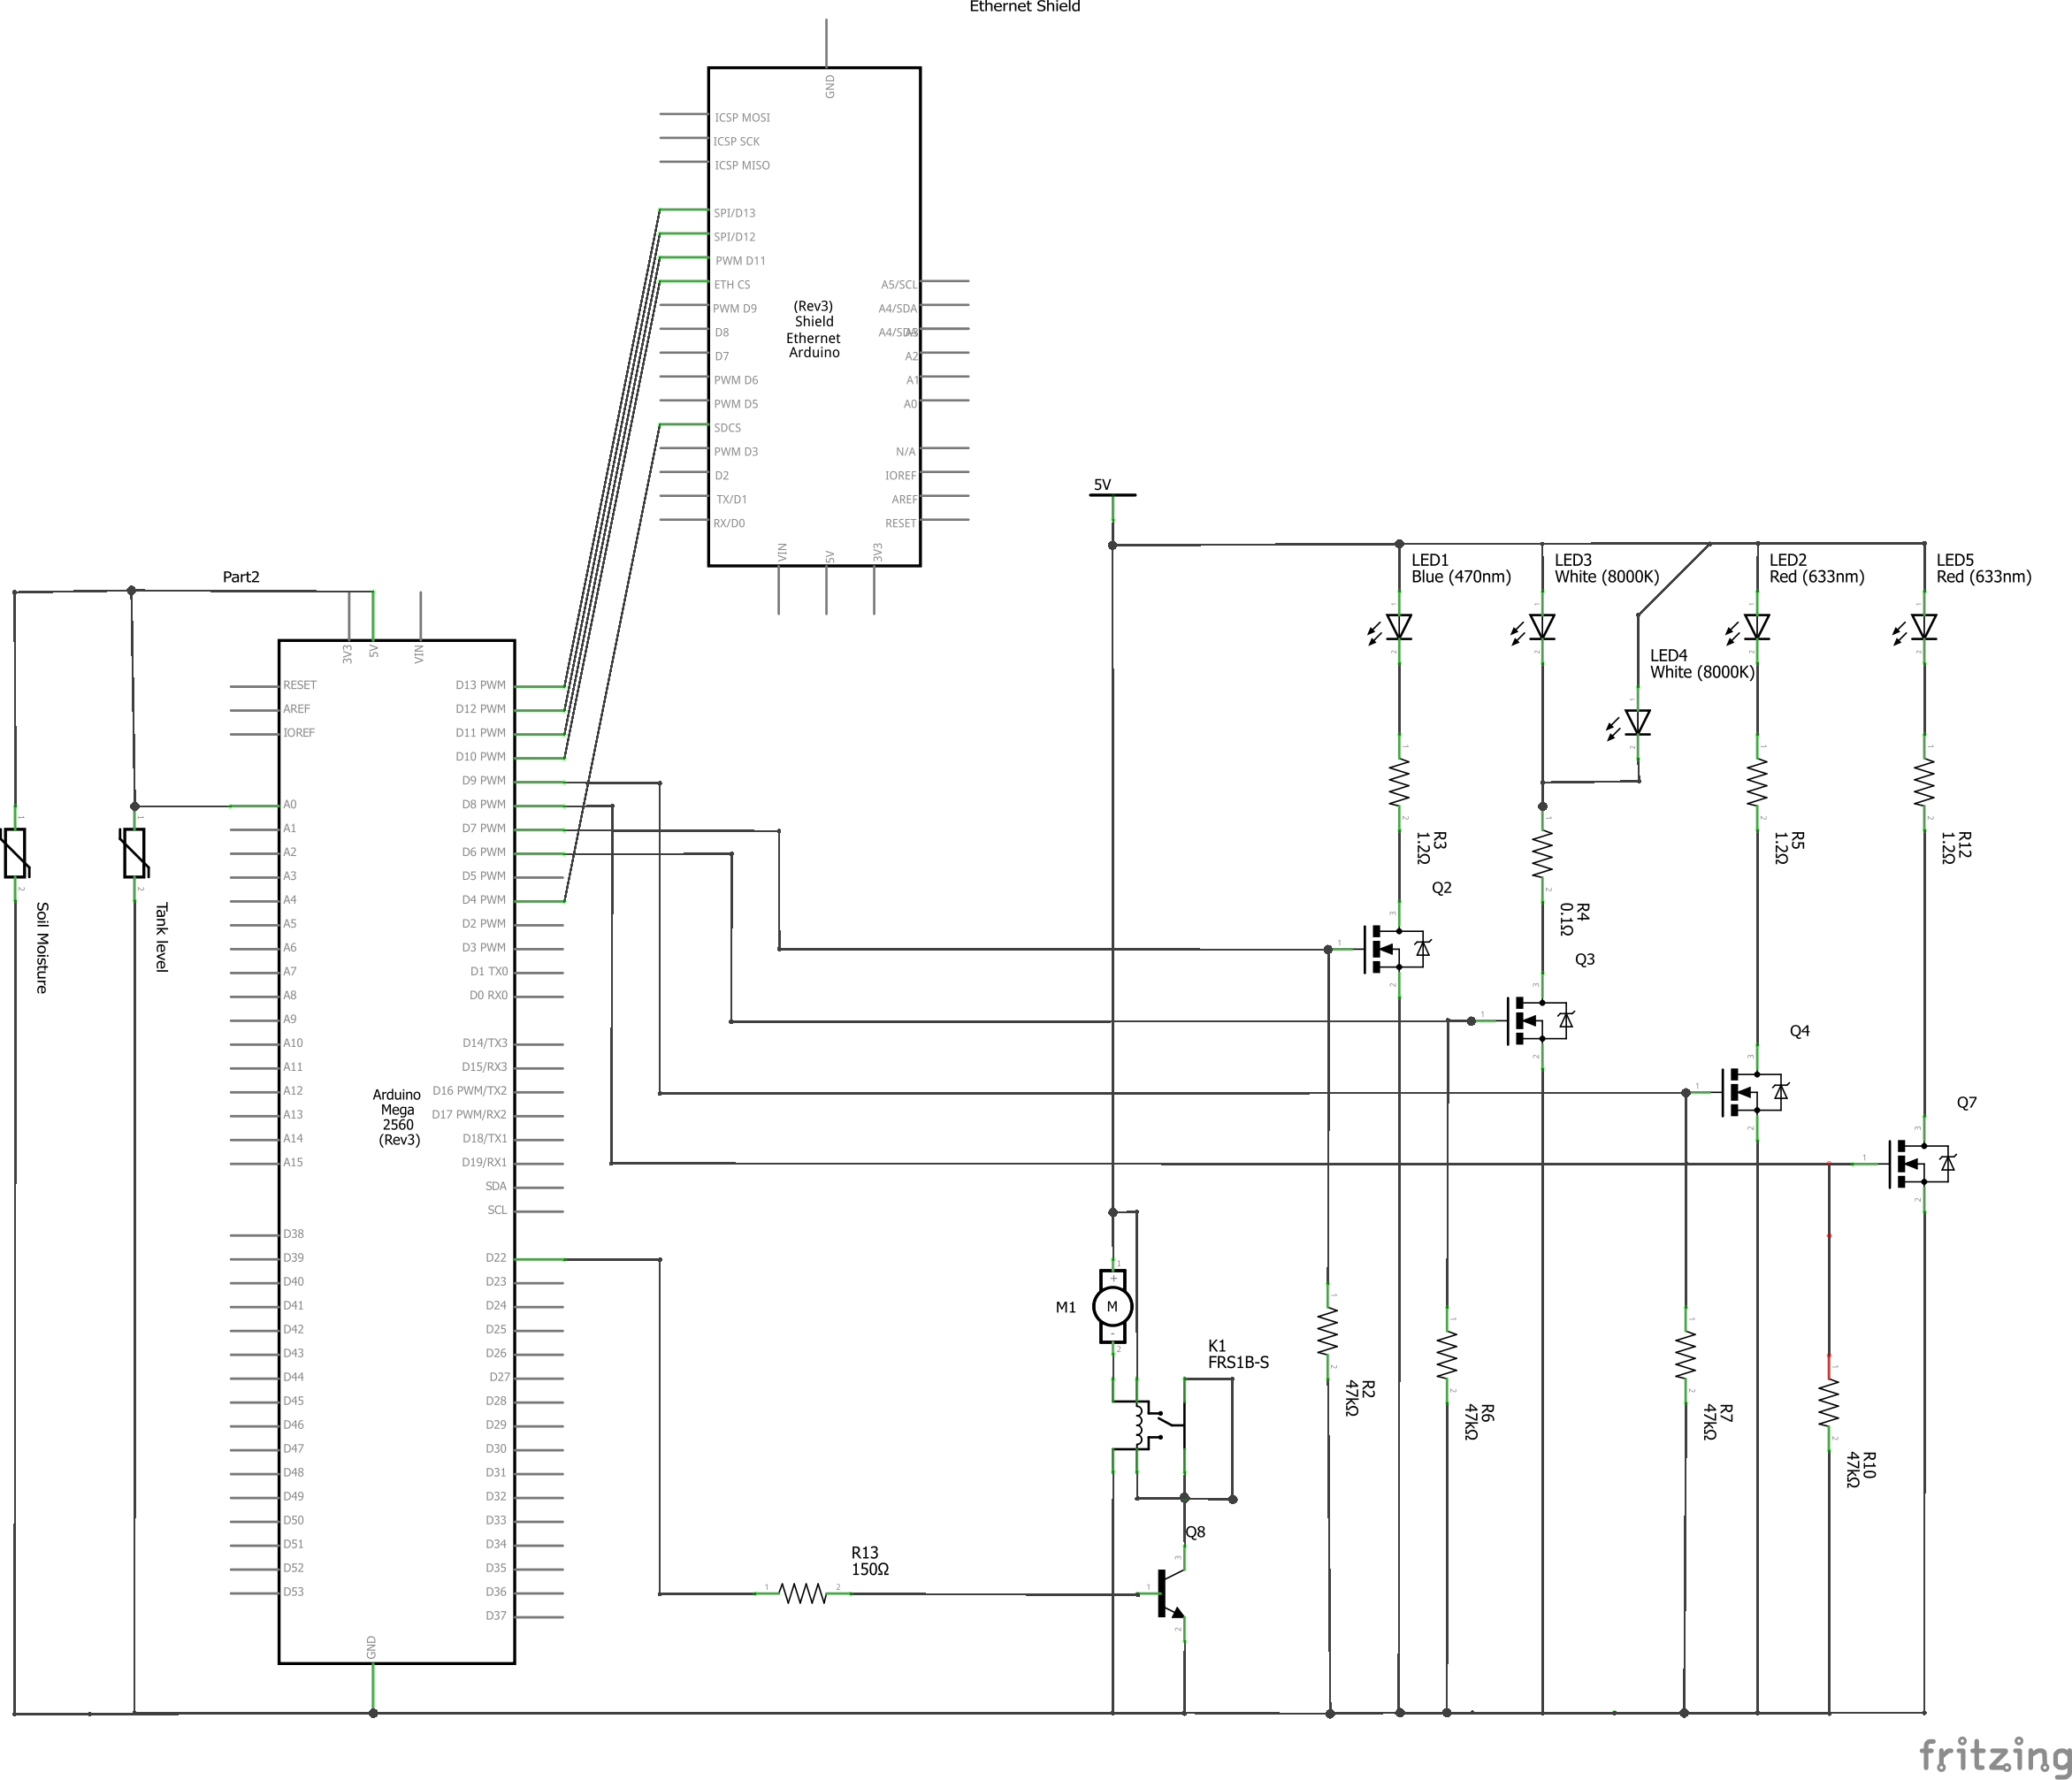 Ethernet Shield
GND
ICSP MOSI
ICSP SCK
ICSP MISO
SPI/D13
SPI/D12
PWM D11
ETH CS
PWM D9
D8
D7
PWM D6
PWM D5
SDCS
PWM D3
D2
TX/D1
RX/D0
(Rev3)
Shield
Ethernet
Arduino
A5/SCL
A4/SDA
A2
A1
A0
N/A
IOREF
AREF
RESET
VIN
5V
3V3
5V
LED1
Blue (470nm)
LED3
White (8000K)
LED2
Red (633nm)
LED5
Red (633nm)
LED4
White (8000K)
Part2
3V3
5V
VIN
RESET
AREF
IOREF
A0
A1
A2
A3
A4
A5
A6
A7
A8
A9
A10
A11
A12
A13
A14
A15
D38
D39
D40
D41
D42
D43
D44
D45
D46
D47
D48
D49
D50
D51
D52
D53
Arduino
Mega
2560
(Rev3)
D13 PWM
D12 PWM
D11 PWM
D10 PWM
D9 PWM
D8 PWM
D7 PWM
D6 PWM
D5 PWM
D4 PWM
D2 PWM
D3 PWM
D1 TX0
D0 RX0
D14/TX3
D15/RX3
D16 PWM/TX2
D17 PWM/RX2
D18/TX1
D19/RX1
SDA
SCL
D22
D23
D24
D25
D26
D27
D28
D29
D30
D31
D32
D33
D34
D35
D36
D37
GND
Soil Moisture
Tank level
R3
1.2Ω
R5
1.2Ω
R12
1.2Ω
Q2
R4
0.1Ω
Q3
Q4
Q7
M1
M
K1
FRS1B-S
R2
47kΩ
R6
47kΩ
R7
47kΩ
R10
47kΩ
Q8
R13
150Ω
fritzing